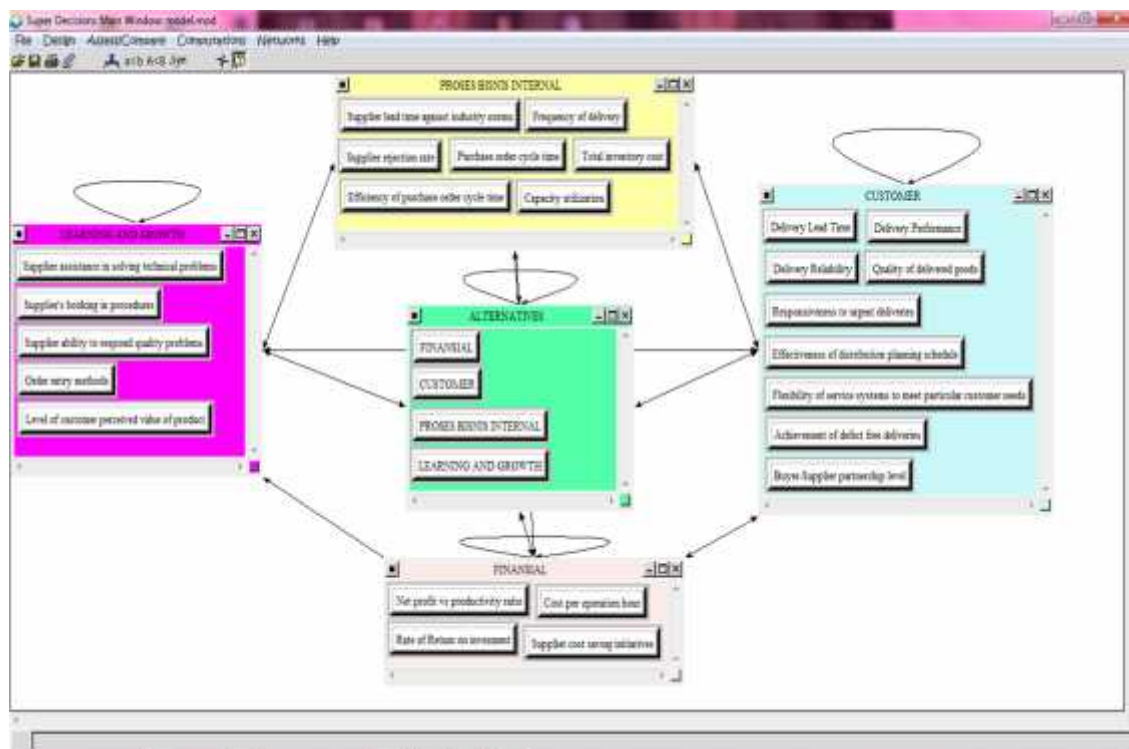 Super Decisions Main Window: model.mod
File Design Assess/Compare Computations Networks Help
PROSES BISNIS INTERNAL
Supplier lead time against industry norms
Frequency of delivery
Supplier rejection rate
Purchase order cycle time
Total inventory cost
Efficiency of purchase order cycle time
Capacity utilization
CUSTOMER
Delivery Lead Time
Delivery Performance
Delivery Reliability
Quality of delivered goods
Responsiveness to urgent deliveries
Effectiveness of distribution planning schedule
Flexibility of service systems to meet particular customer needs
Achievement of defect free deliveries
Buyer-Supplier partnership level
LEARNING AND GROWTH
Supplier assistance in solving technical problems
Supplier's booking in procedures
Supplier ability to respond quality problems
Order entry methods
Level of customer perceived value of product
ALTERNATIVES
FINANSIAL
CUSTOMER
PROSES BISNIS INTERNAL
LEARNING AND GROWTH
FINANSIAL
Net profit vs productivity ratio
Cost per operation hour
Rate of Return on investment
Supplier cost saving initiatives